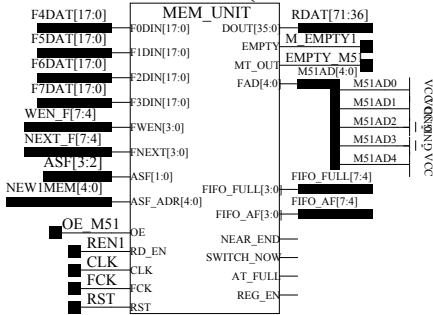 MEM_UNIT
F4DAT[17:0]
F0DIN[17:0]
F5DAT[17:0]
F1DIN[17:0]
F6DAT[17:0]
F2DIN[17:0]
F7DAT[17:0]
F3DIN[17:0]
WEN_F[7:4]
FWEN[3:0]
NEXT_F[7:4]
FNEXT[3:0]
ASF[3:2]
ASF[1:0]
NEW1MEM[4:0]
ASF_ADR[4:0]
OE_M51
OE
REN1
RD_EN
CLK
CLK
FCK
FCK
RST
RST
RDAT[71:36]
DOUT[35:0]
M_EMPTY1
EMPTY
EMPTY_M51
MT_OUT
M51AD[4:0]
FAD[4:0]
M51AD0
M51AD1
M51AD2
M51AD3
M51AD4
VCC
VCC
FIFO_FULL[7:4]
FIFO_FULL[3:0]
FIFO_AF[7:4]
FIFO_AF[3:0]
NEAR_END
SWITCH_NOW
AT_FULL
REG_EN